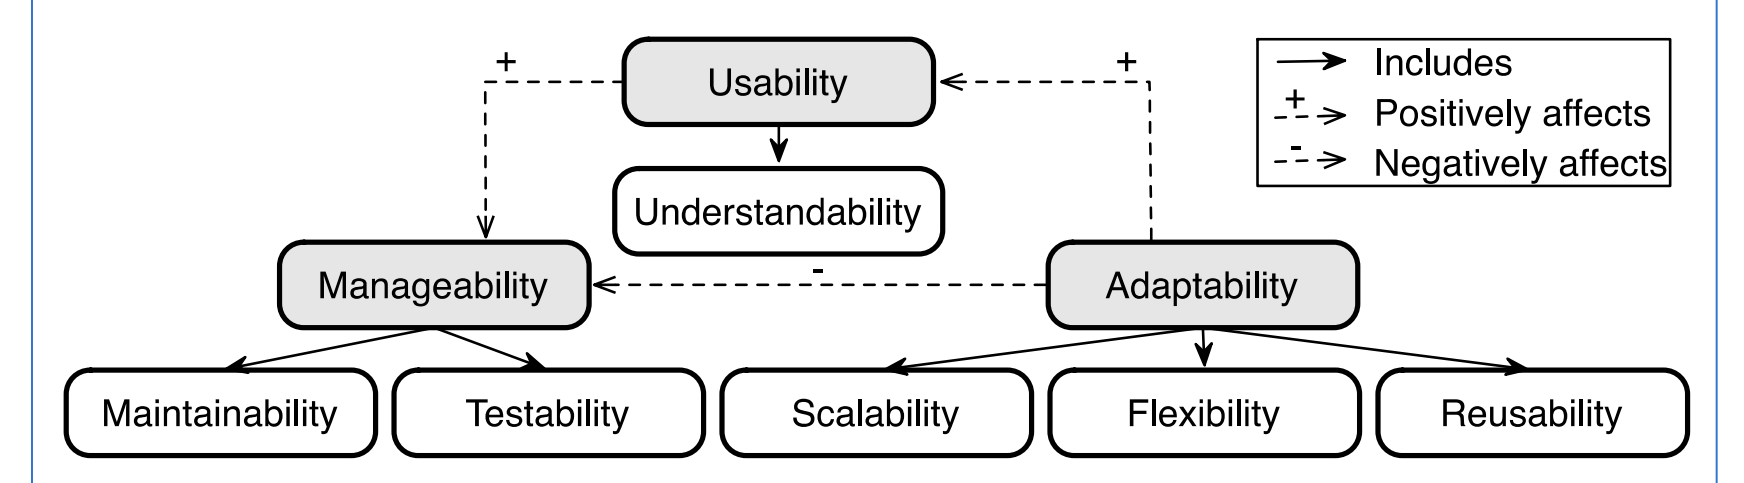 +
Usability
+
Includes
+
Positively affects
-
Negatively affects
Understandability
Manageability
-
Adaptability
Maintainability
Testability
Scalability
Flexibility
Reusability